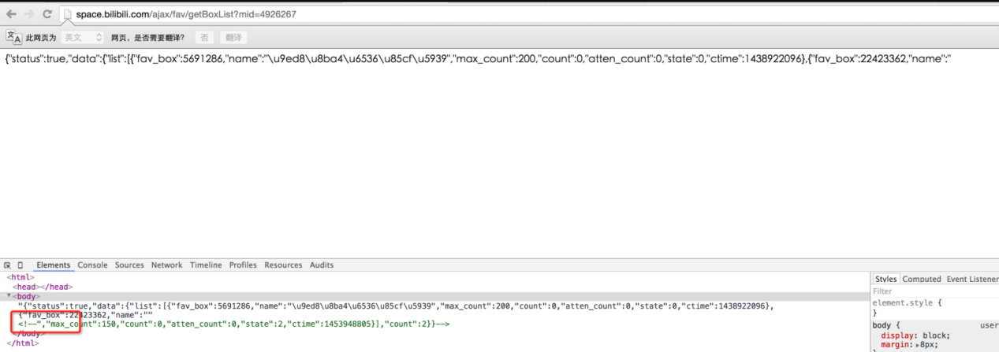 space.bilibili.com/ajax/fav/getBoxList?mid=4926267
此网页为 英文 网页，是否需要翻译? 否 翻译
{"status":true,"data":{"list":[{"fav_box":5691286,"name":"\u9ed8\u8ba4\u6536\u85cf\u5939","max_count":200,"count":0,"atten_count":0,"state":0,"ctime":1438922096},{"fav_box":22423362,"name":"
Elements Console Sources Network Timeline Profiles Resources Audits
<html>
<head></head>
<body>
"{"status":true,"data":{"list":[{"fav_box":5691286,"name":"\u9ed8\u8ba4\u6536\u85cf\u5939","max_count":200,"count":0,"atten_count":0,"state":0,"ctime":1438922096},
{"fav_box":22423362,"name":""
<!--","max_count":150,"count":0,"atten_count":0,"state":2,"ctime":1453948805}],"count":2}}-->
</body>
</html>
Styles Computed Event Listener
Filter
element.style {
}
body { user
display: block;
margin: ▸8px;